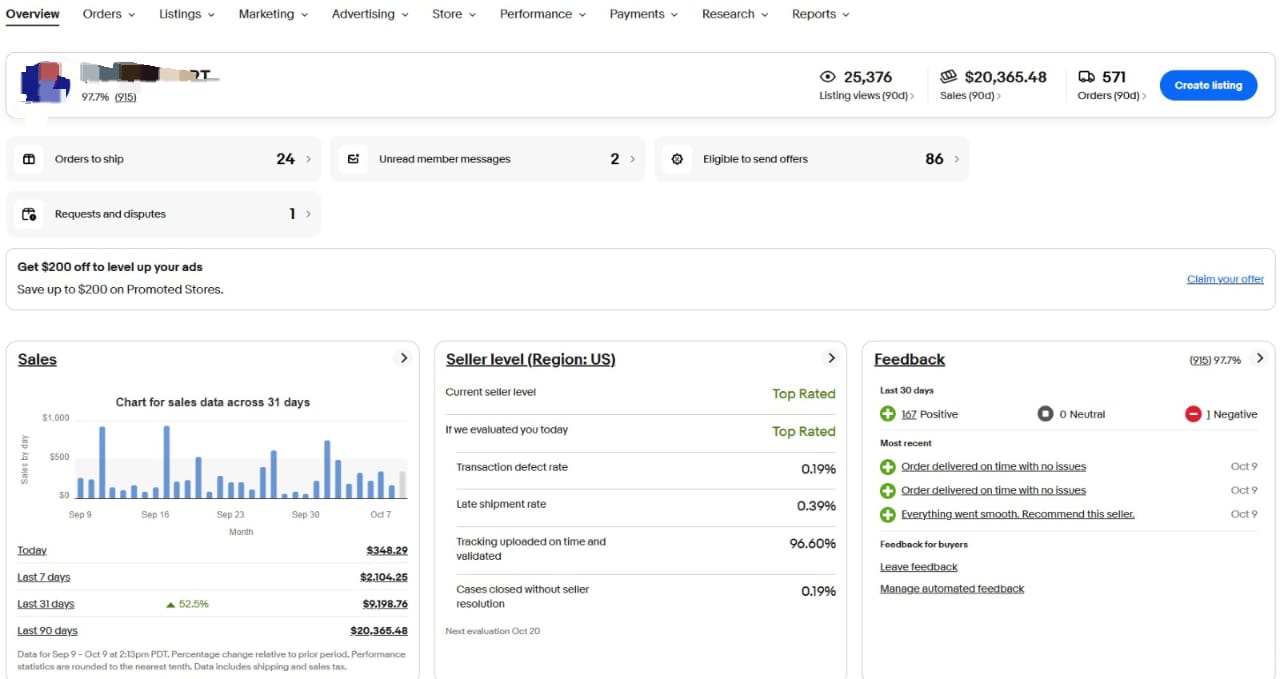 Overview Orders Listings Marketing Advertising Store Performance Payments Research Reports
97.7% (915)
25,376
Listing views (90d)
$20,365.48
Sales (90d)
571
Orders (90d)
Create listing
Orders to ship 24
Unread member messages 2
Eligible to send offers 86
Requests and disputes 1
Get $200 off to level up your ads
Save up to $200 on Promoted Stores.
Claim your offer
Sales
Chart for sales data across 31 days
Sales by day
$1,000
$500
$0
Sep 9 Sep 16 Sep 23 Sep 30 Oct 7
Month
Today $348.29
Last 7 days $2,104.25
Last 31 days 52.5% $9,198.76
Last 90 days $20,365.48
Data for Sep 9 - Oct 9 at 2:13pm PDT. Percentage change relative to prior period. Performance
statistics are rounded to the nearest tenth. Data includes shipping and sales tax.
Seller level (Region: US)
Current seller level Top Rated
If we evaluated you today Top Rated
Transaction defect rate 0.19%
Late shipment rate 0.39%
Tracking uploaded on time and
validated 96.60%
Cases closed without seller
resolution 0.19%
Next evaluation Oct 20
Feedback (915) 97.7%
Last 30 days
167 Positive 0 Neutral 1 Negative
Most recent
Order delivered on time with no issues Oct 9
Order delivered on time with no issues Oct 9
Everything went smooth. Recommend this seller. Oct 9
Feedback for buyers
Leave feedback
Manage automated feedback